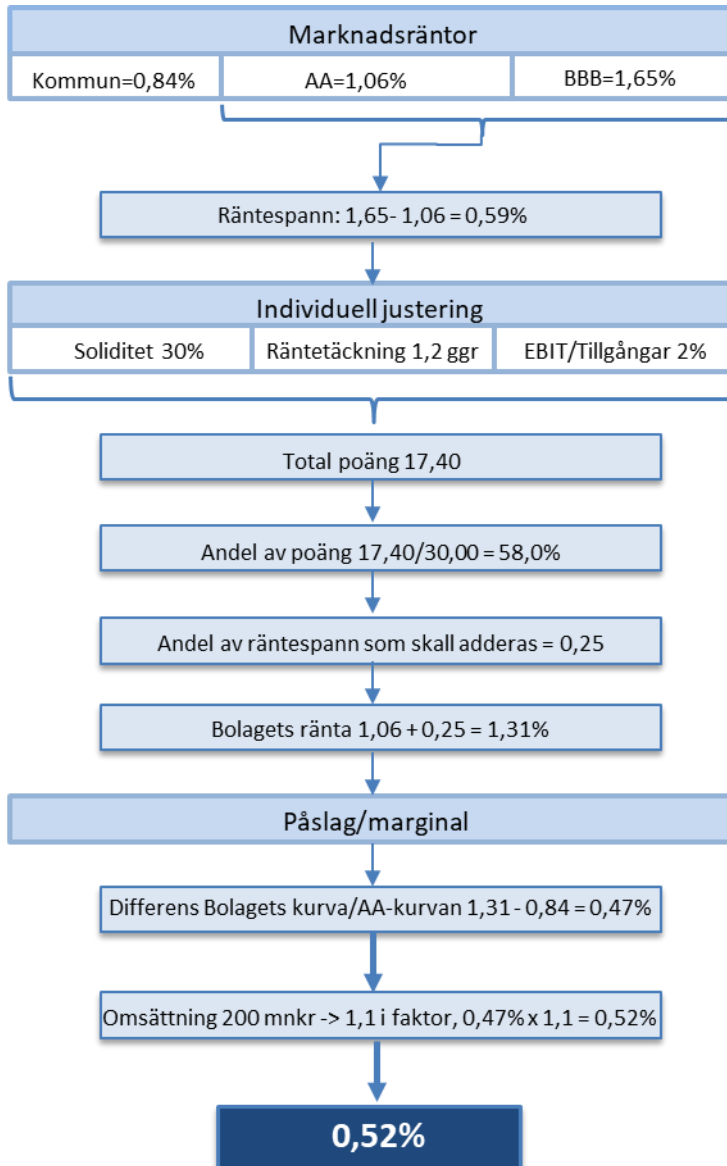 Marknadsräntor
Kommun=0,84%
AA=1,06%
BBB=1,65%
Räntespann: 1,65- 1,06 = 0,59%
Individuell justering
Soliditet 30%
Räntetäckning 1,2 ggr
EBIT/Tillgångar 2%
Total poäng 17,40
Andel av poäng 17,40/30,00 = 58,0%
Andel av räntespann som skall adderas = 0,25
Bolagets ränta 1,06 + 0,25 = 1,31%
Påslag/marginal
Differens Bolagets kurva/AA-kurvan 1,31 - 0,84 = 0,47%
Omsättning 200 mnkr -> 1,1 i faktor, 0,47% x 1,1 = 0,52%
0,52%